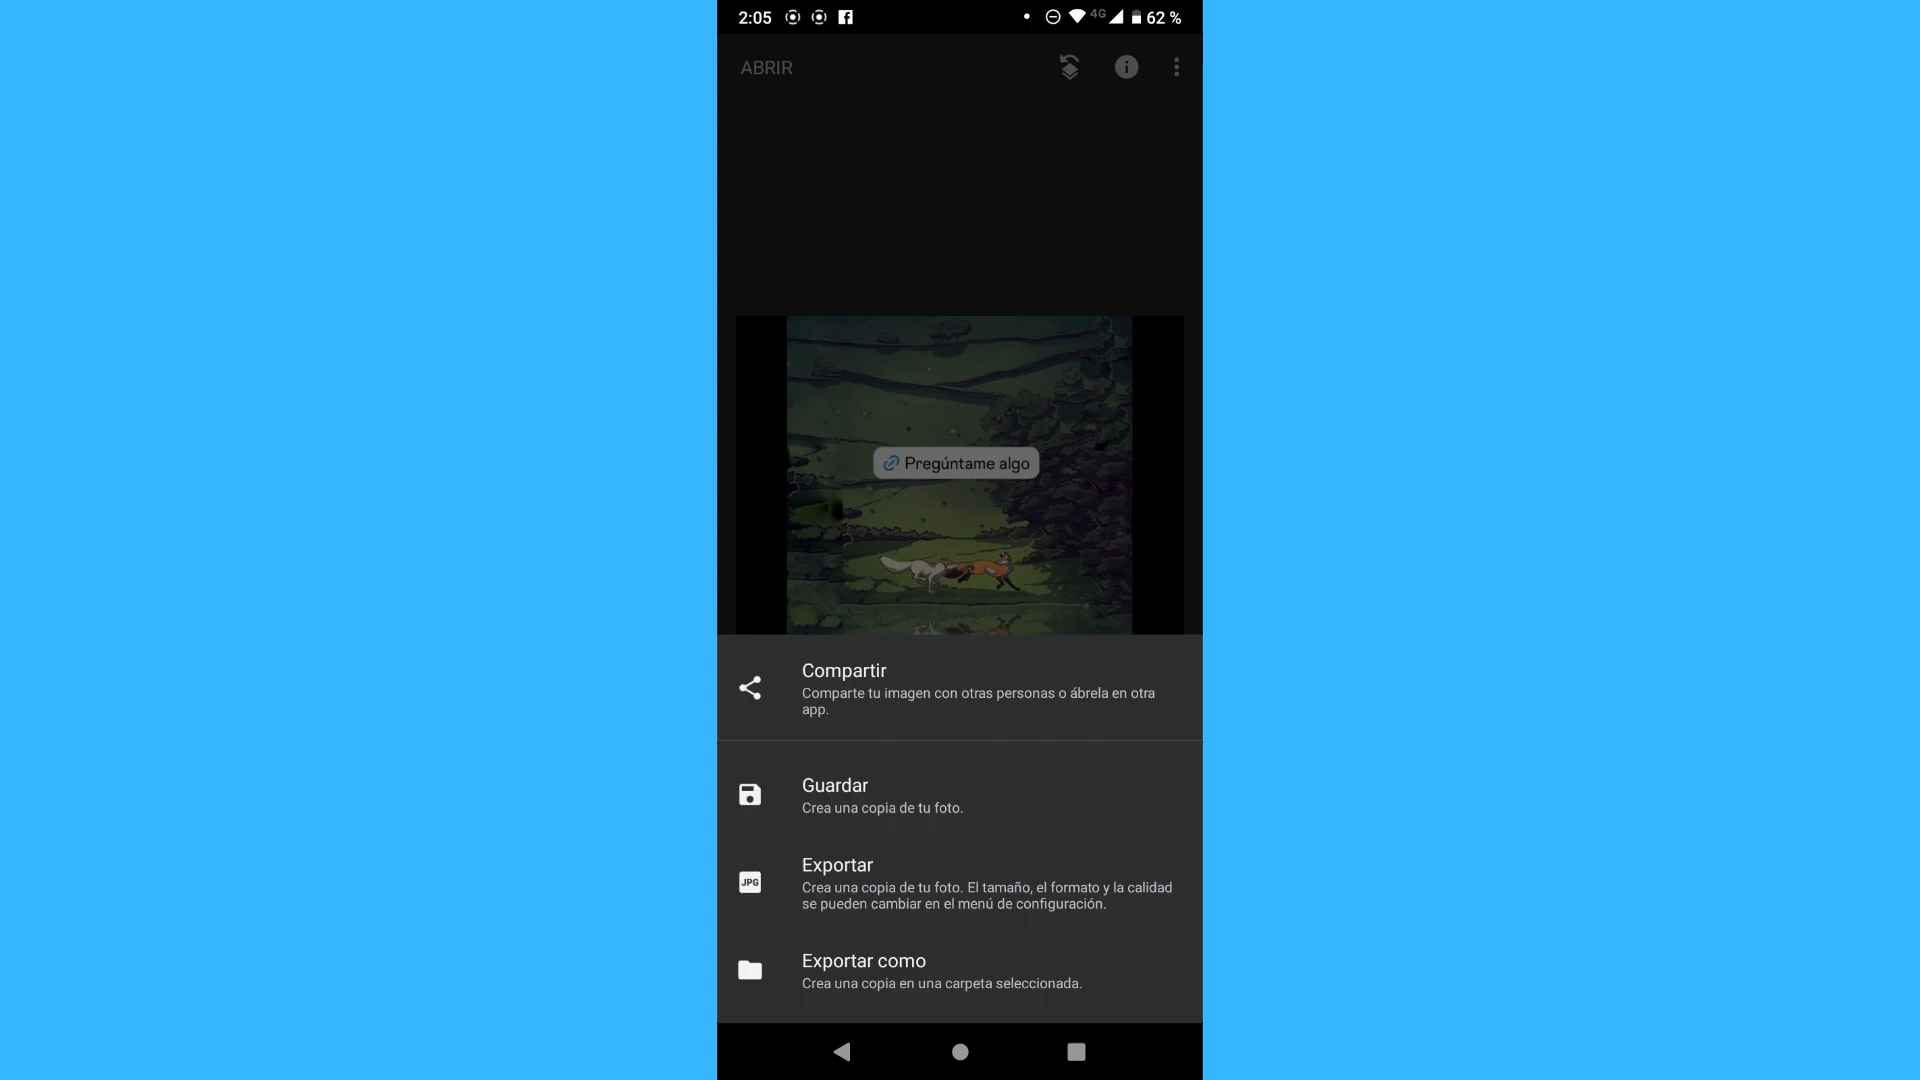 2:05
4G
62 %
ABRIR
Pregúntame algo
Compartir
Comparte tu imagen con otras personas o ábrela en otra
app.
Guardar
Crea una copia de tu foto.
JPG
Exportar
Crea una copia de tu foto. El tamaño, el formato y la calidad
se pueden cambiar en el menú de configuración.
Exportar como
Crea una copia en una carpeta seleccionada.